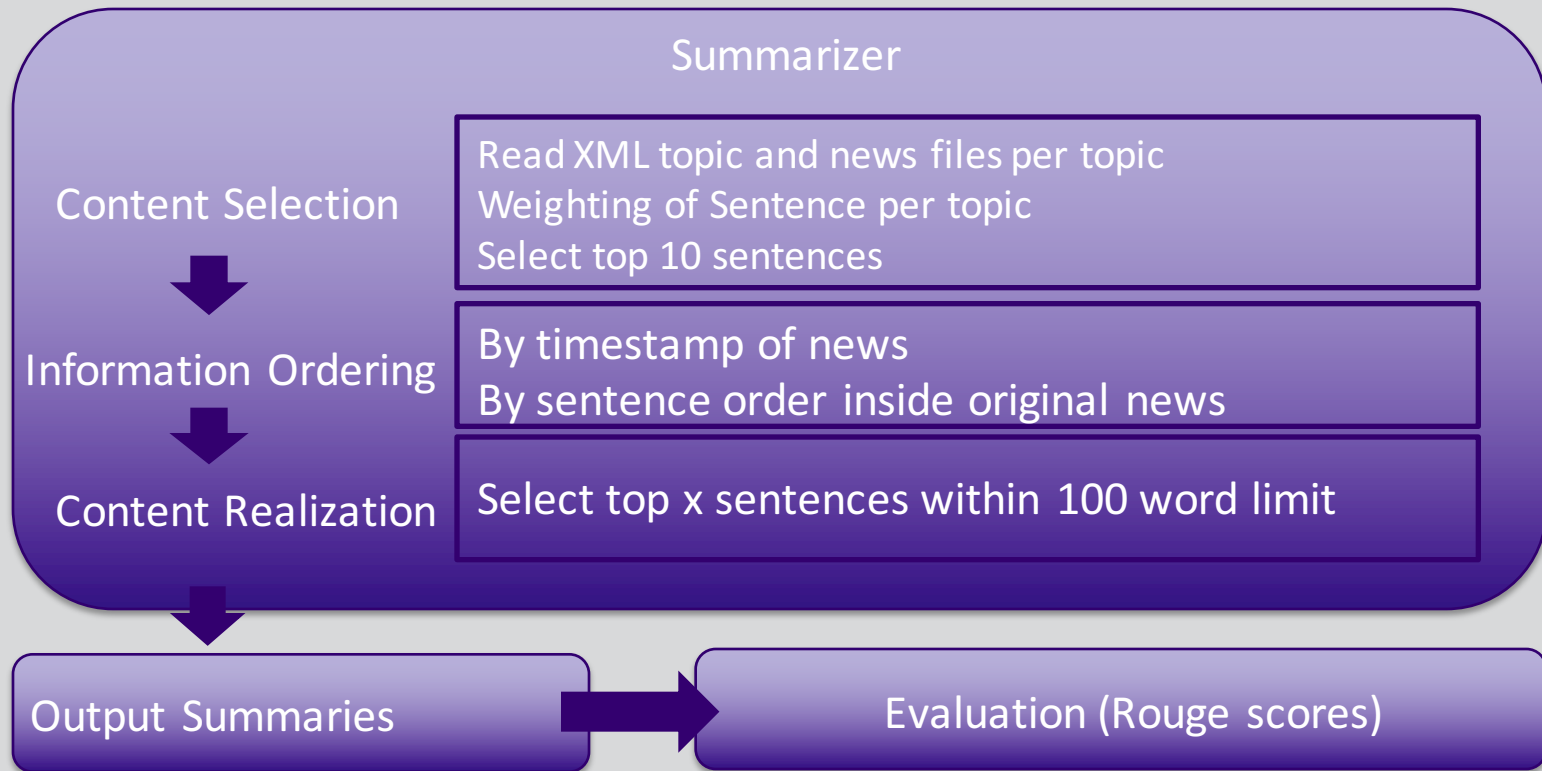 Summarizer
Content Selection
Read XML topic and news files per topic
Weighting of Sentence per topic
Select top 10 sentences
Information Ordering
By timestamp of news
By sentence order inside original news
Content Realization
Select top x sentences within 100 word limit
Output Summaries
Evaluation (Rouge scores)